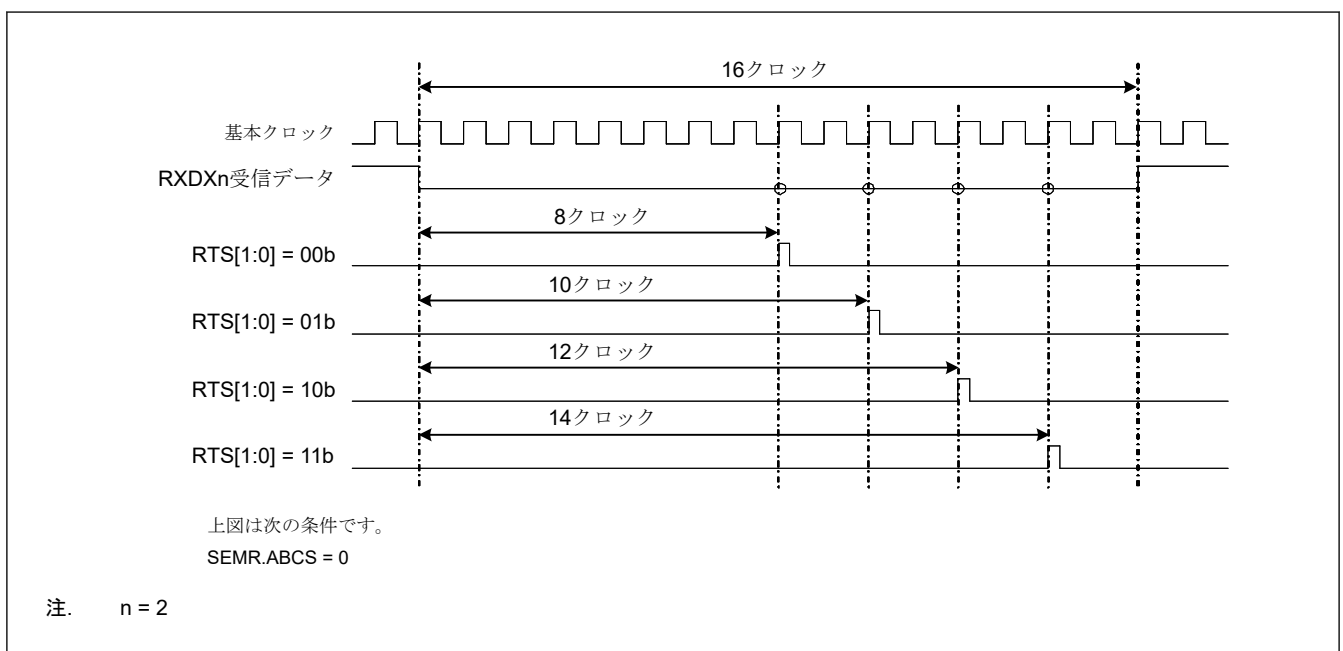 16クロック
基本クロック
RXDXn受信データ
8クロック
RTS[1:0] = 00b
10クロック
RTS[1:0] = 01b
12クロック
RTS[1:0] = 10b
14クロック
RTS[1:0] = 11b
上図は次の条件です。
SEMR.ABCS = 0
注. n = 2